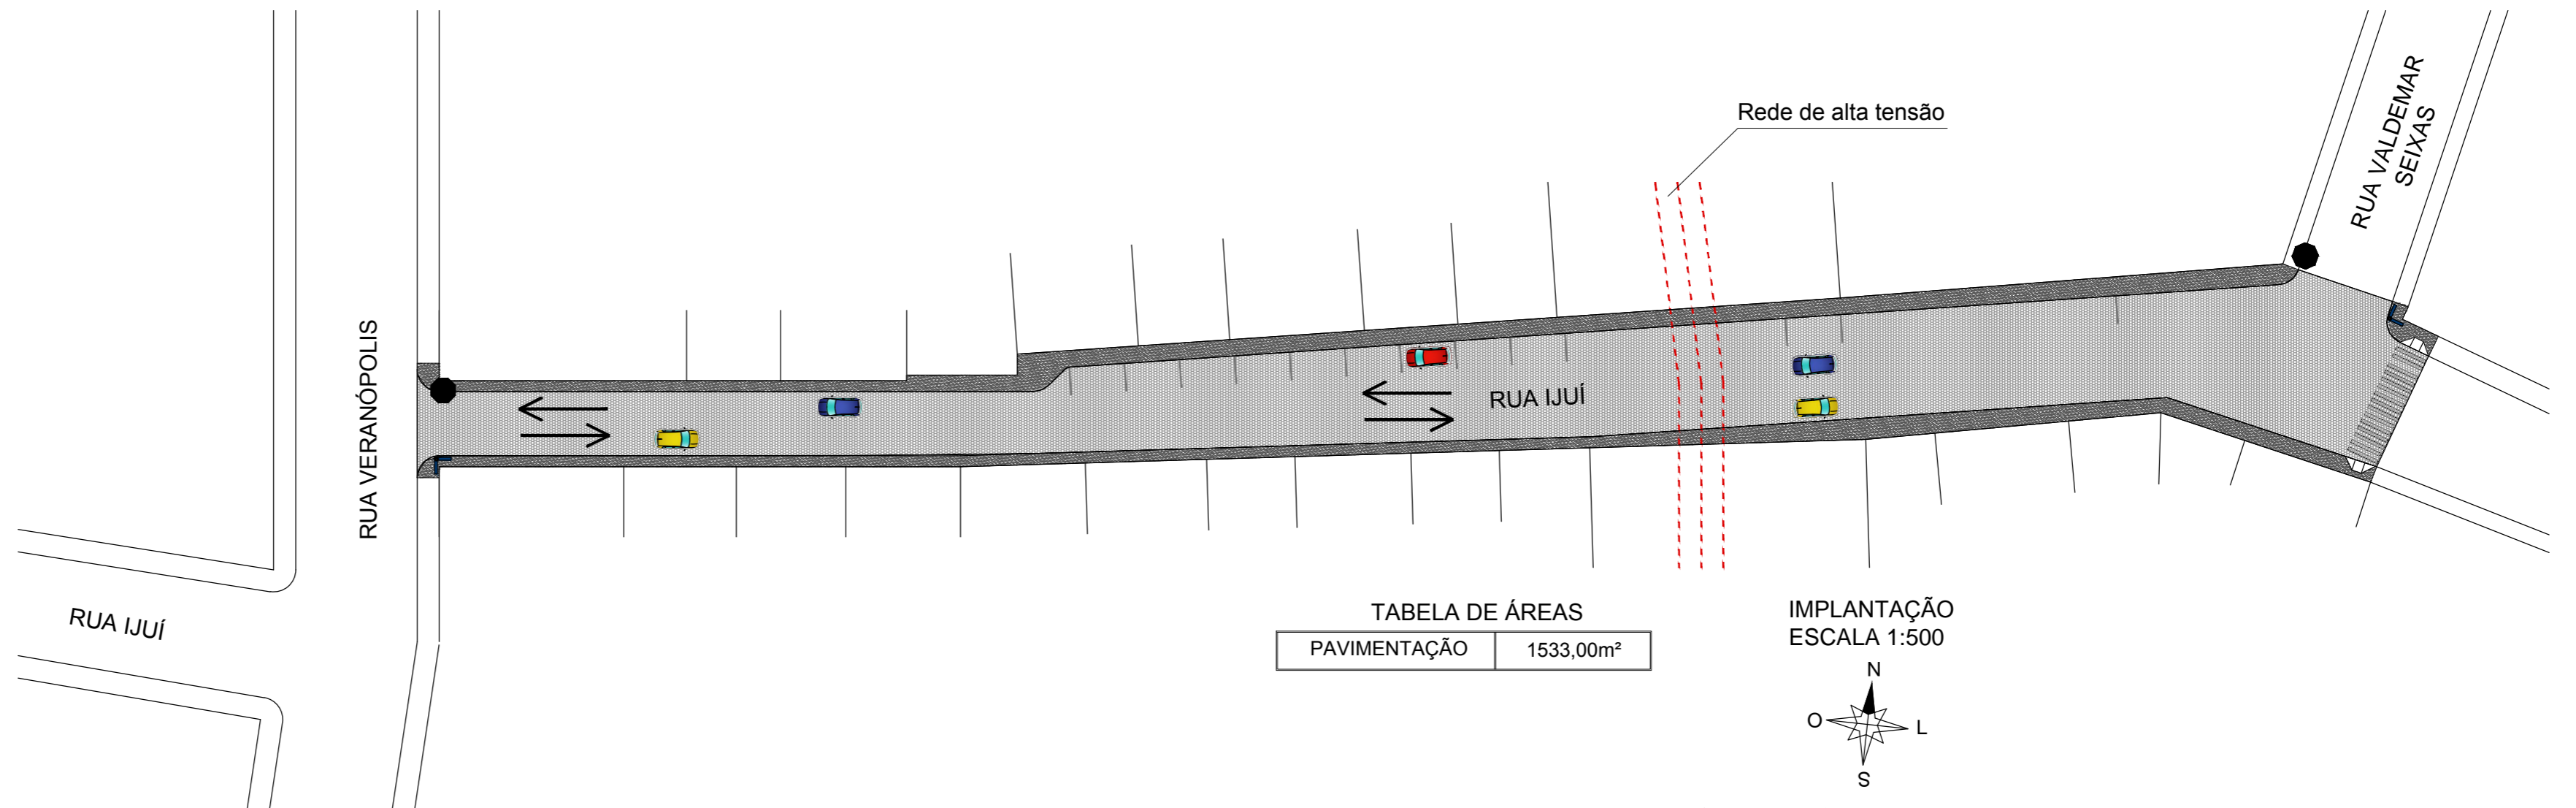 Rede de alta tensão
RUA VALDEMAR
SEIXAS
RUA VERANÓPOLIS
RUA IJUÍ
RUA IJUÍ
TABELA DE ÁREAS
PAVIMENTAÇÃO 1533,00m²
IMPLANTAÇÃO
ESCALA 1:500
N
O
L
S